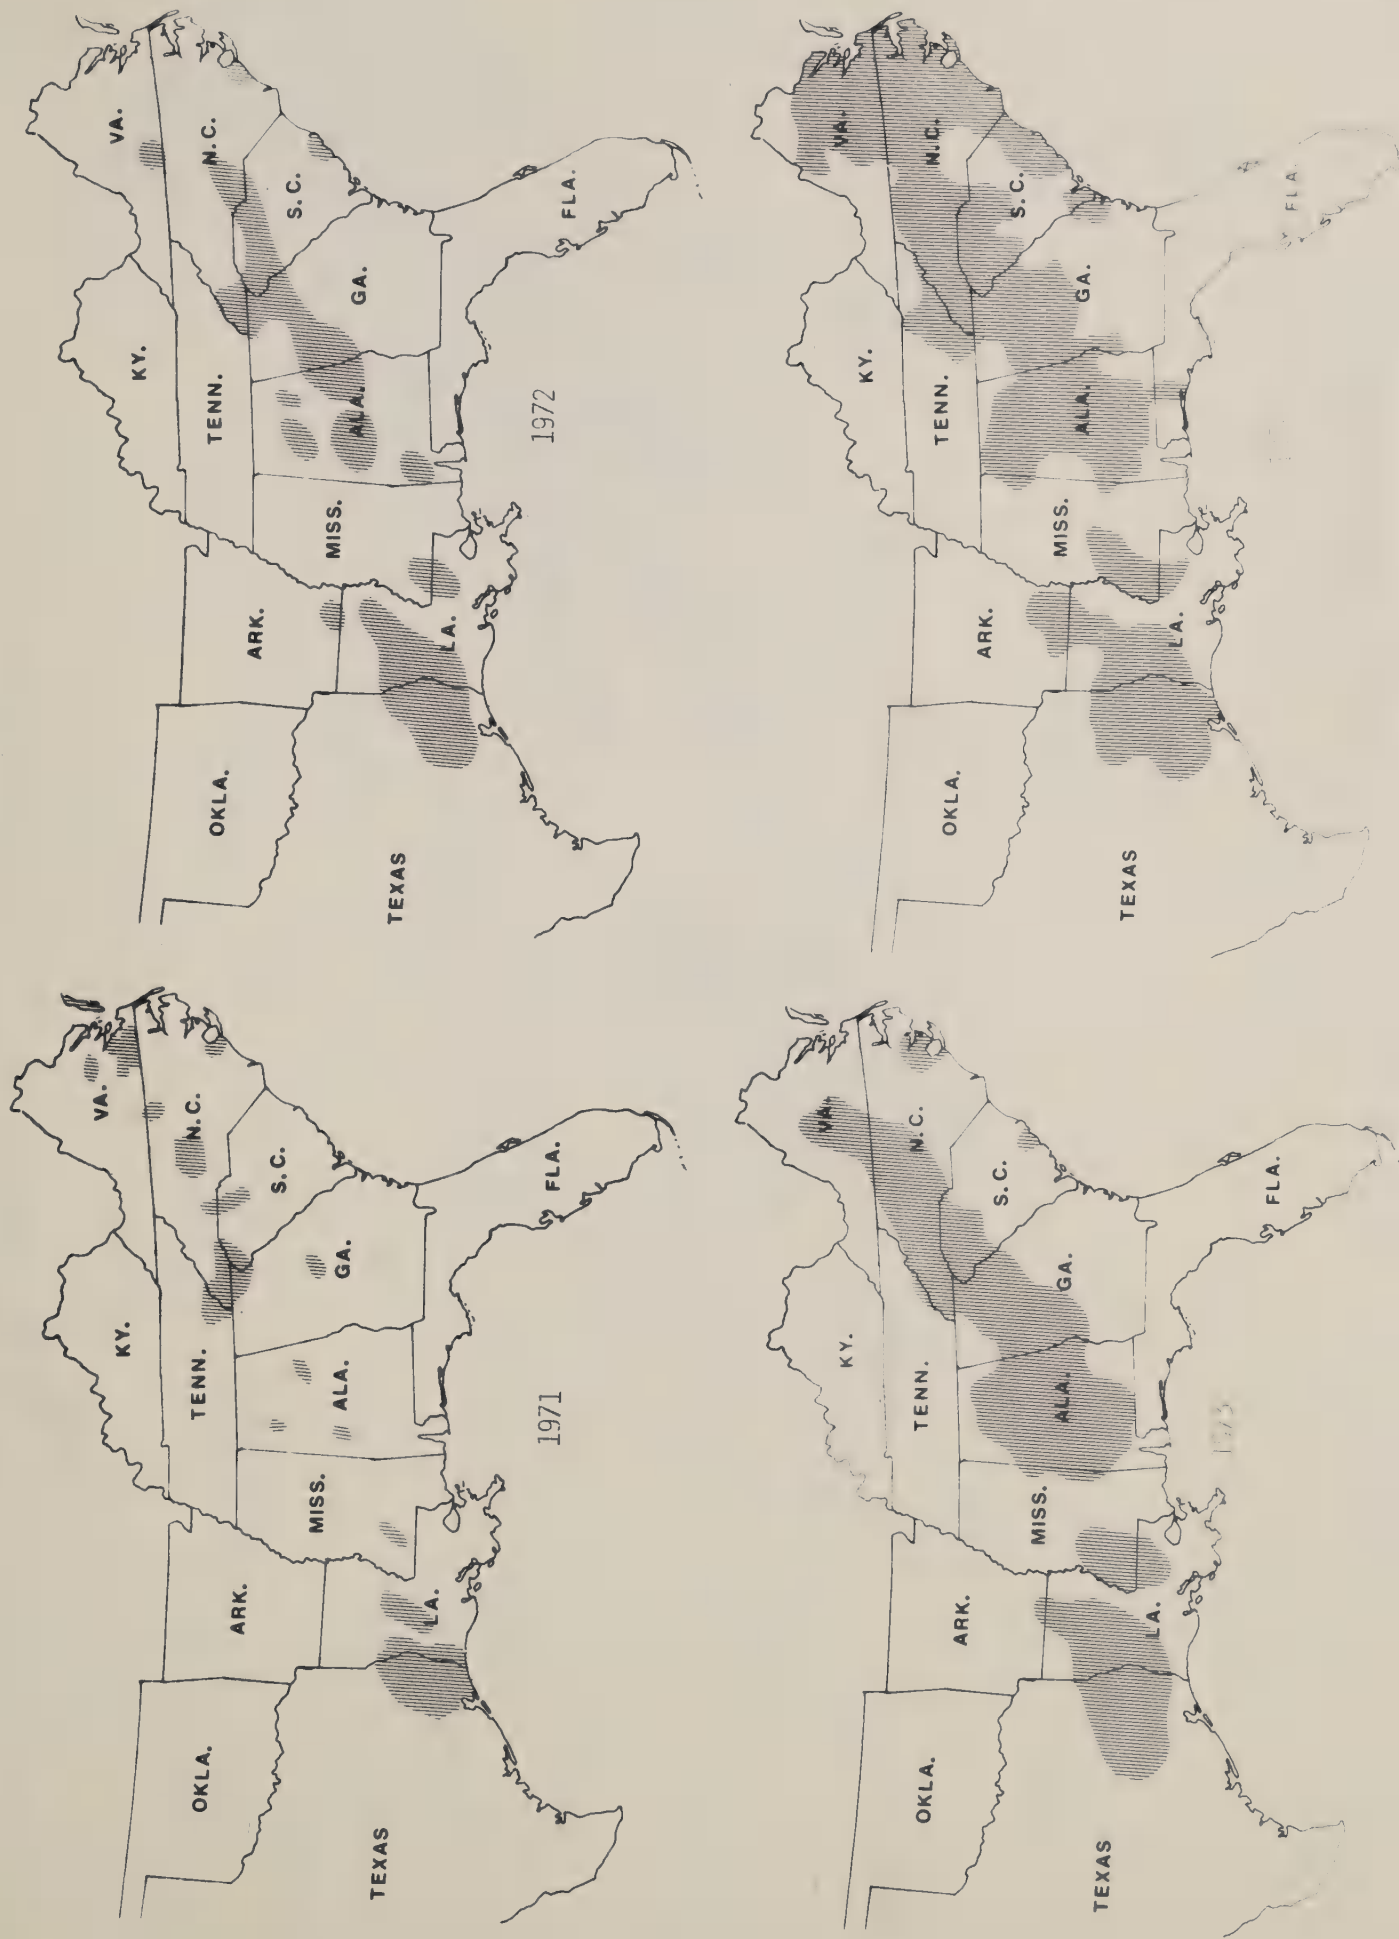 VA.
KY.
N.C.
TENN.
OKLA.
ARK.
S.C.
MISS.
ALA.
GA.
TEXAS
LA.
FLA.
1971
VA.
KY.
N.C.
TENN.
OKLA.
ARK.
S.C.
MISS.
ALA.
GA.
TEXAS
LA.
FLA.
1972
VA.
KY.
N.C.
TENN.
OKLA.
ARK.
S.C.
MISS.
ALA.
GA.
TEXAS
LA.
FLA.
1973
VA.
KY.
N.C.
TENN.
OKLA.
ARK.
S.C.
MISS.
ALA.
GA.
TEXAS
LA.
FLA.